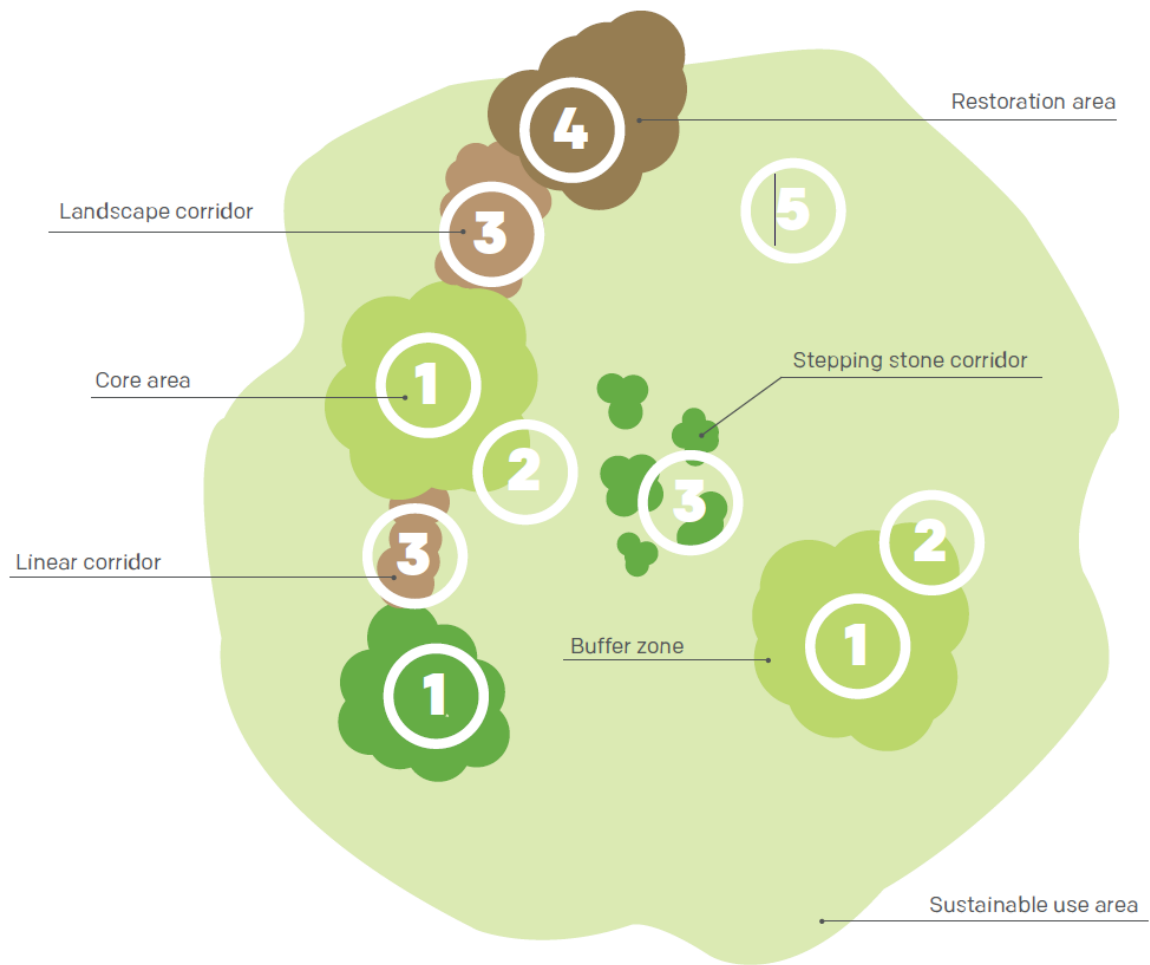 Restoration area
4
Landscape corridor
5
3
Stepping stone corridor
Core area
1
2
3
2
Linear corridor
3
Buffer zone
1
1
Sustainable use area